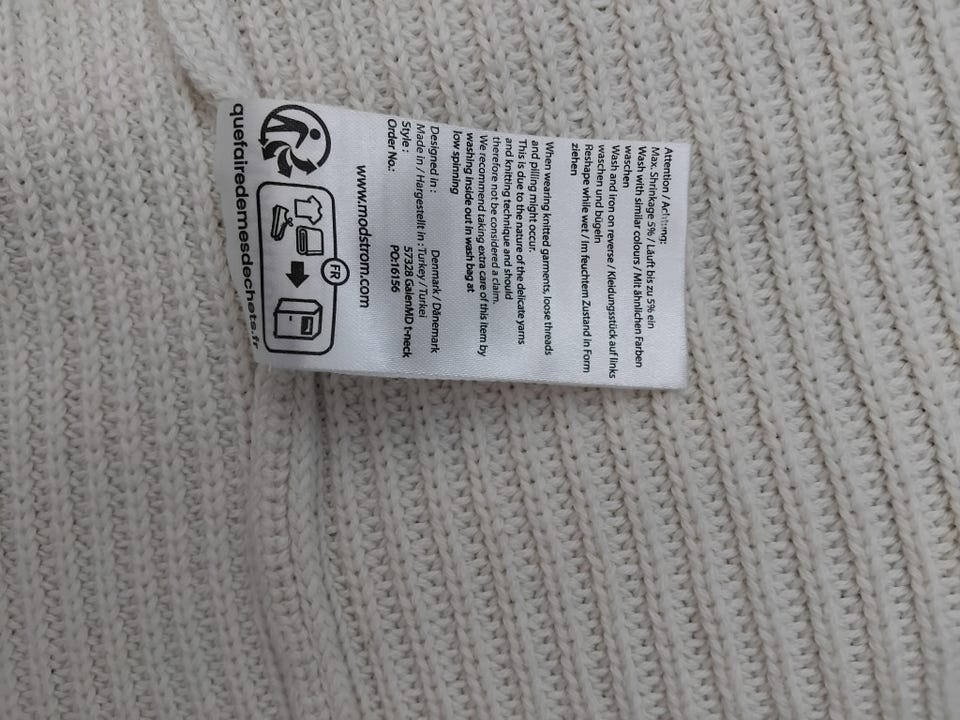 Attention / Achtung:
Max. Shrinkage 5% / Läuft bis zu 5% ein
Wash with similar colours / Mit ähnlichen Farben
waschen
Wash and iron on reverse / Kleidungsstück auf links
waschen und bügeln
Reshape while wet / Im feuchtem Zustand in Form
ziehen
When wearing knitted garments, loose threads
and pilling might occur.
This is due to the nature of the delicate yarns
and knitting technique and should
therefore not be considered a claim.
We recommend taking extra care of this item by
washing inside out in wash bag at
low spinning
Designed in : Denmark / Dänemark
Made in / Hargestellt in : Turkey / Turkei
Style : 57328 GalenMD t-neck
Order No.: PO:16156
www.modstrom.com
FR
quefairedemesdechets.fr